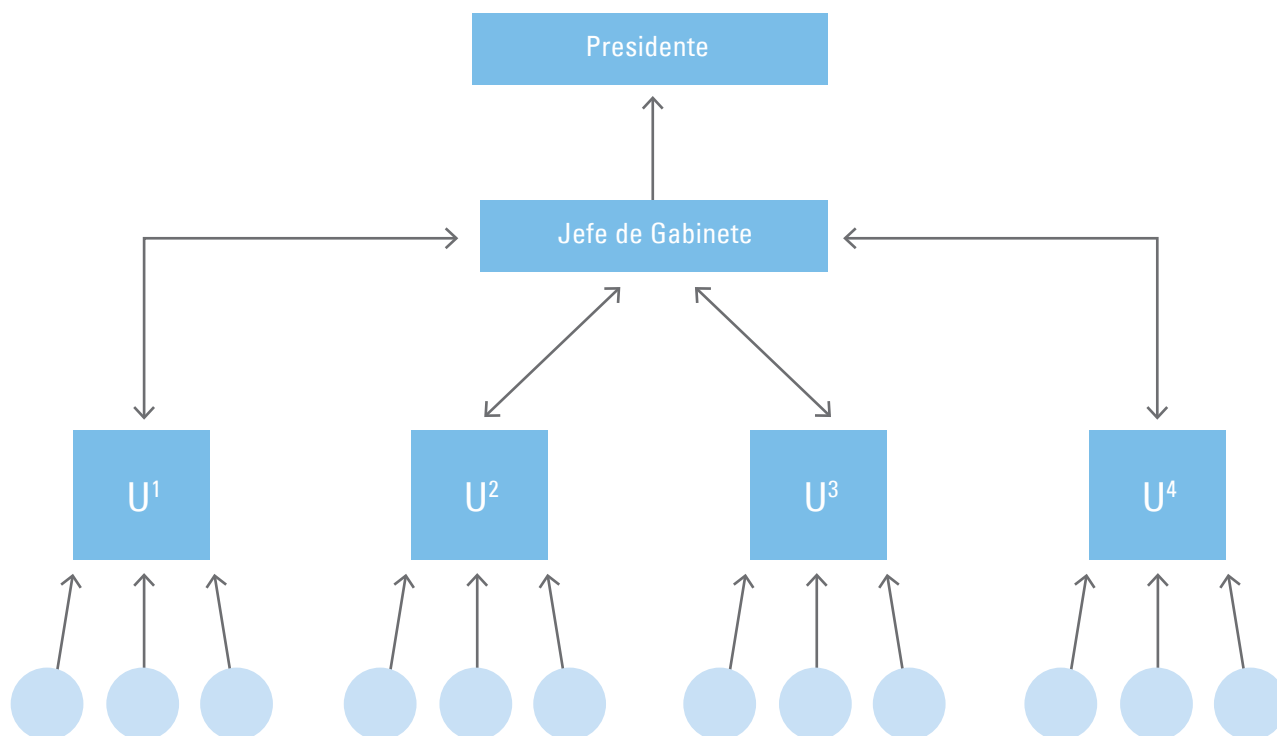 Presidente
Jefe de Gabinete
U¹
U²
U³
U⁴